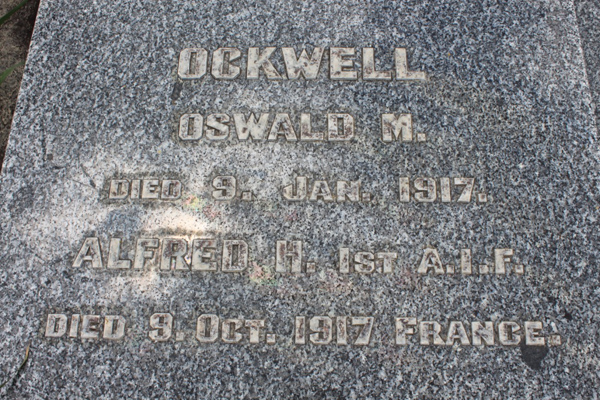 OCKWELL
OSWALD M.
DIED 9. JAN. 1917.
ALFRED H. 1ST A.I.F.
DIED 9. OCT. 1917 FRANCE.